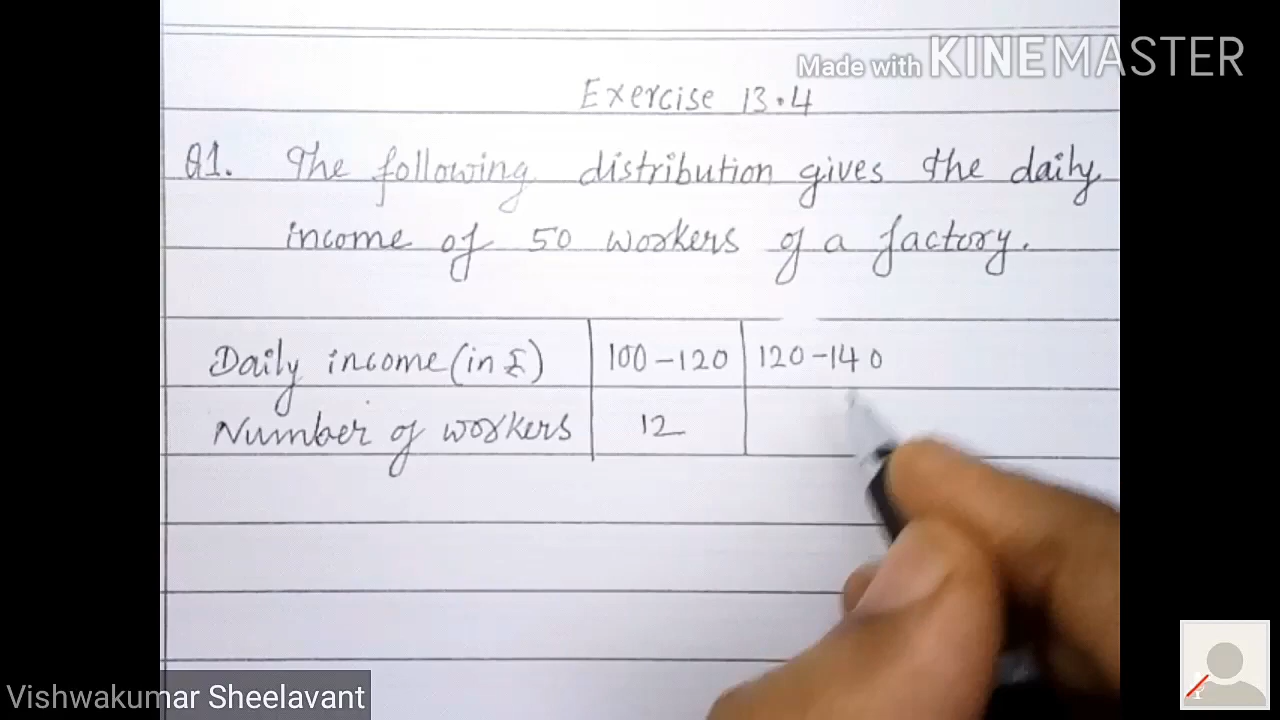 Made with KINEMASTER
Exercise 13.4
Q1. The following distribution gives the daily
income of 50 workers of a factory.
Daily income (in ₹) 100-120 120-140
Number of workers 12
Vishwakumar Sheelavant